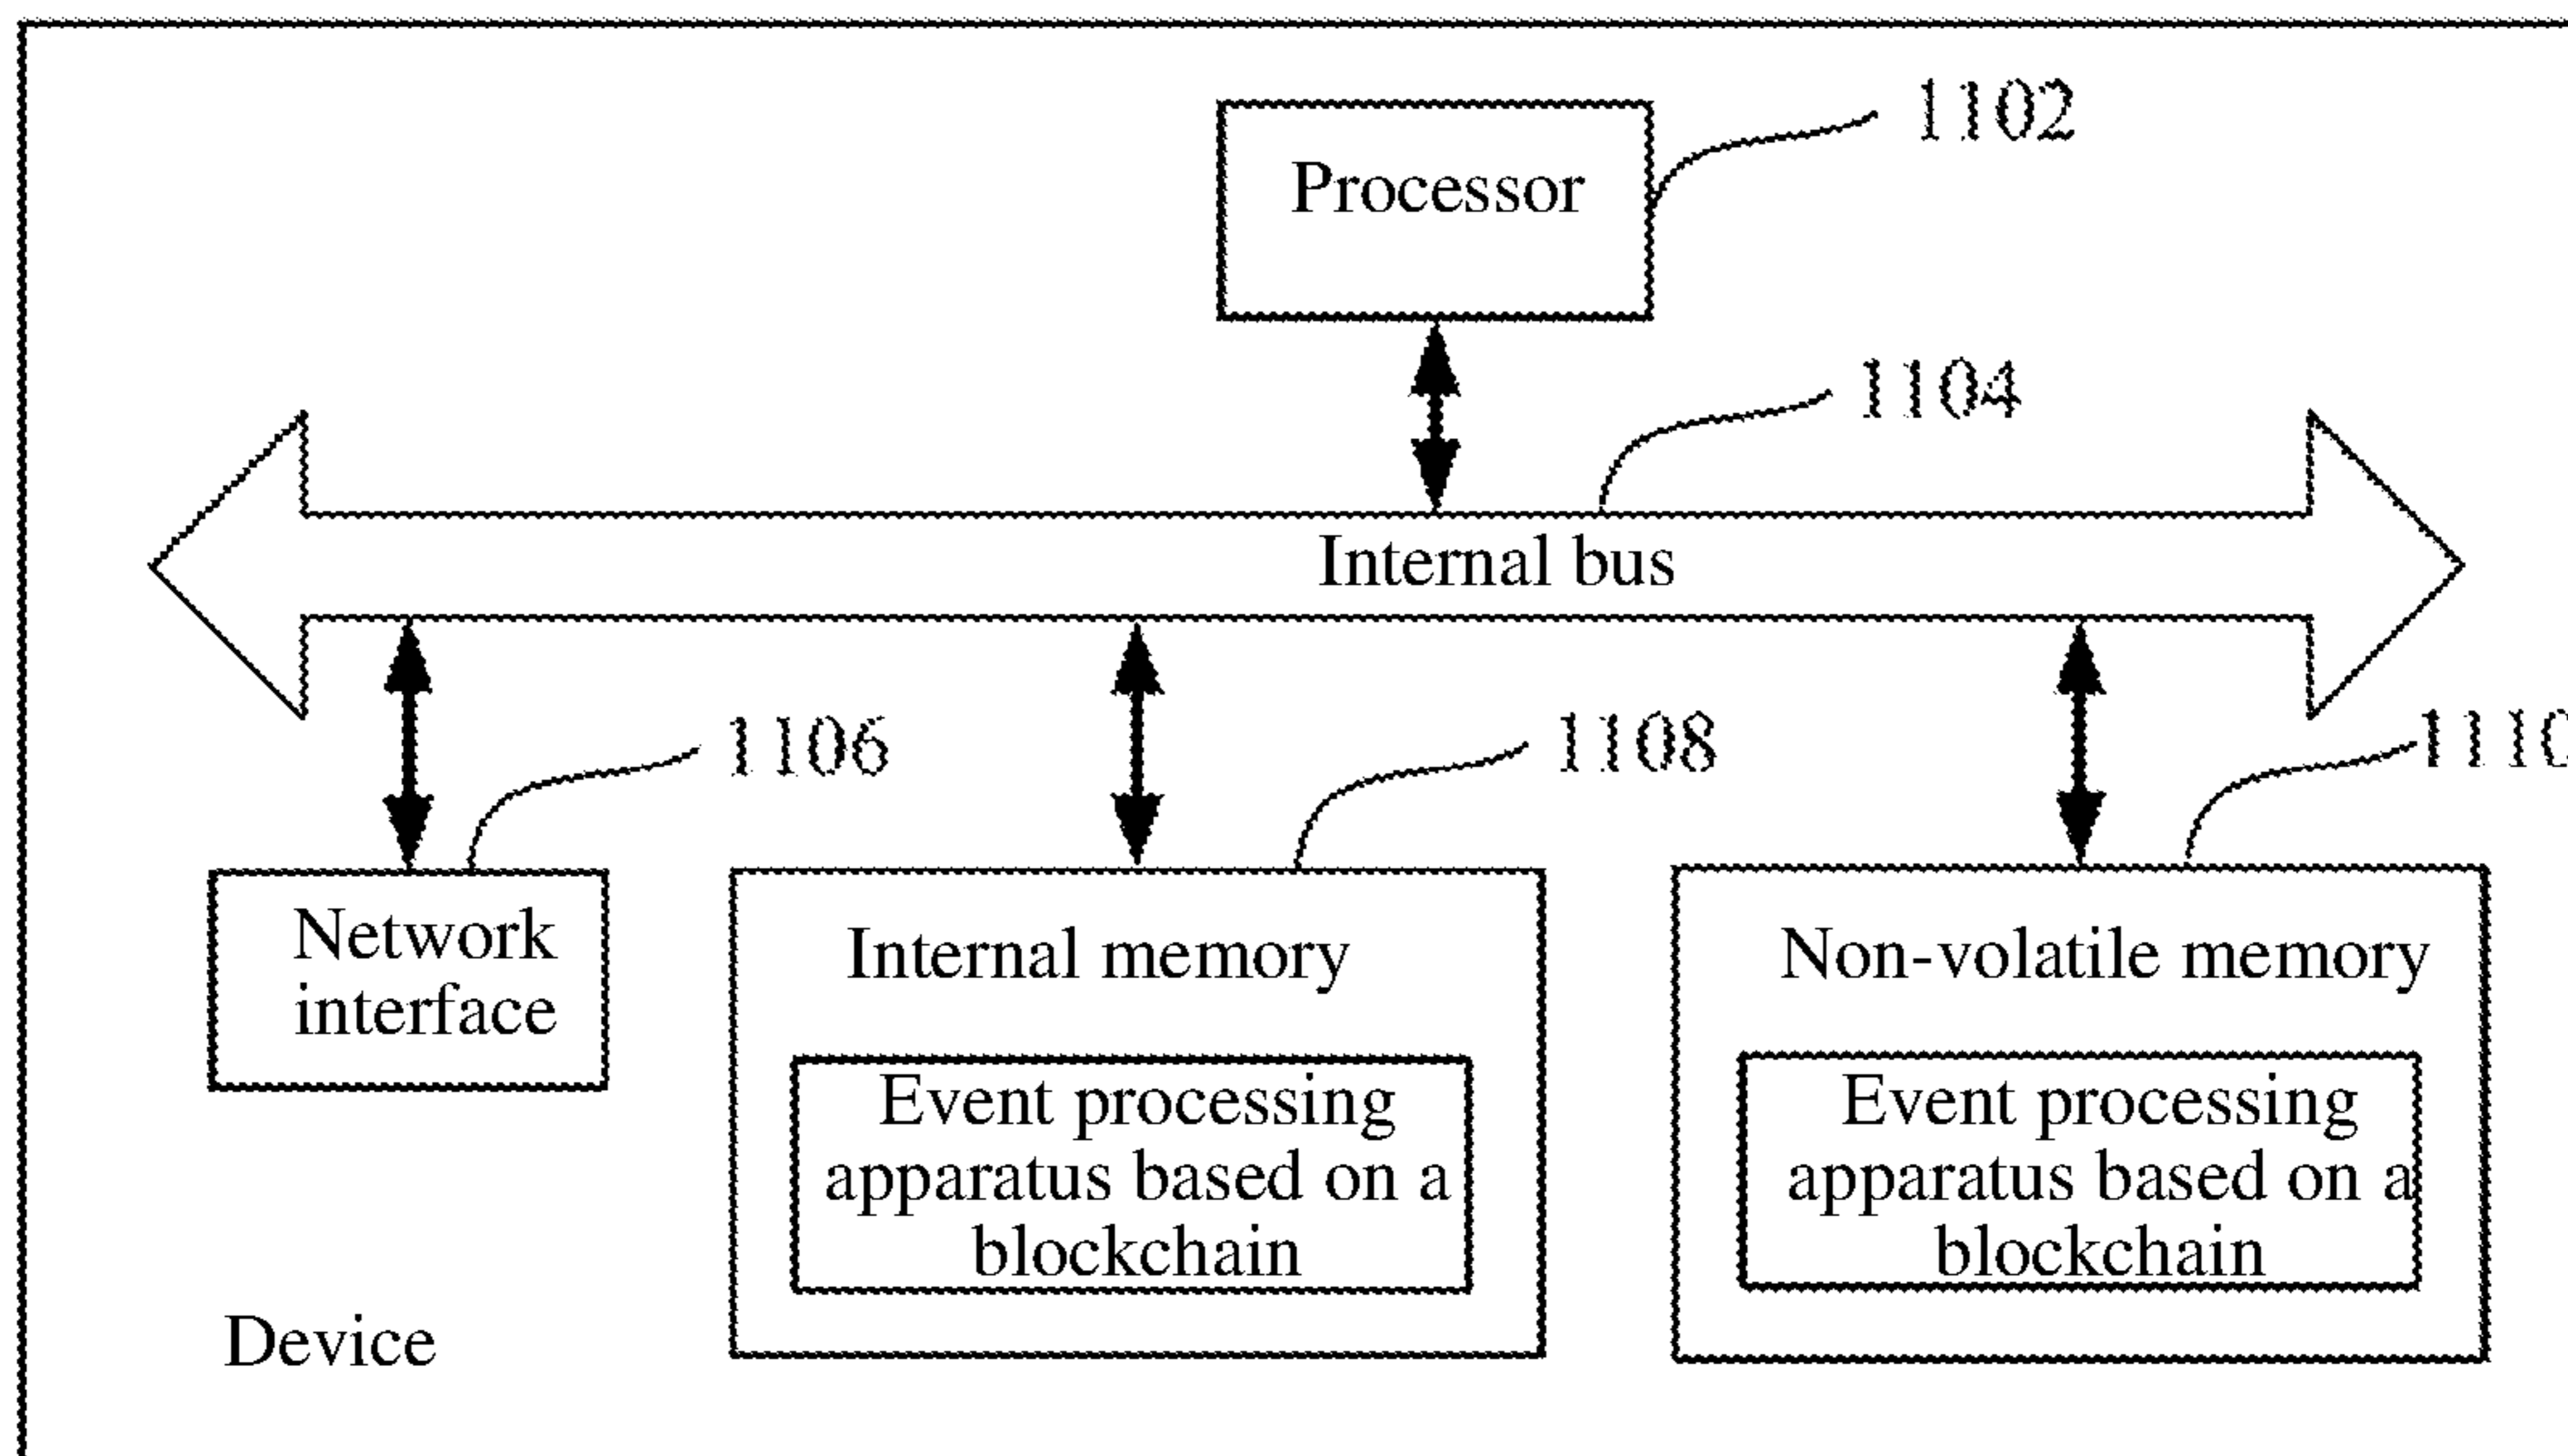 1102
Processor
1104
Internal bus
1106
1108
1110
Network
interface
Internal memory
Non-volatile memory
Event processing
apparatus based on a
blockchain
Event processing
apparatus based on a
blockchain
Device